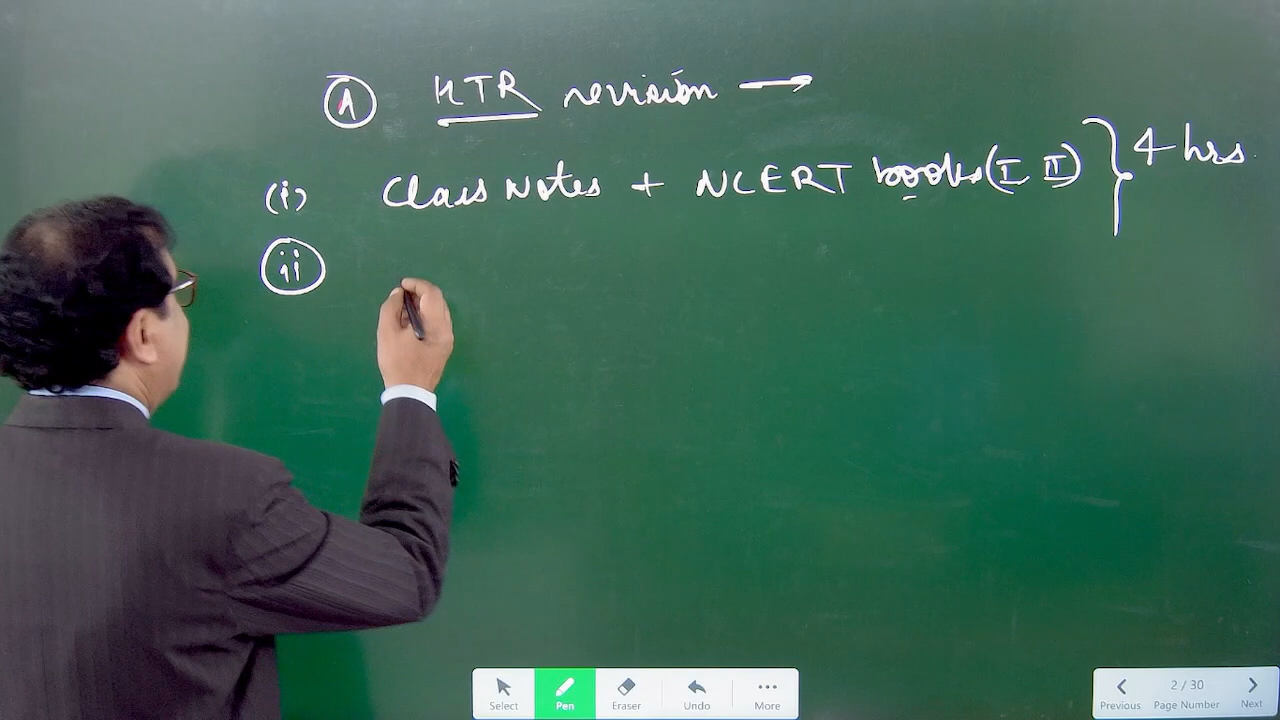 A HTR revision →
(i) Class Notes + NCERT books (I II) } 4 hrs
(ii)
Select Pen Eraser Undo More
Previous 2 / 30 Page Number Next